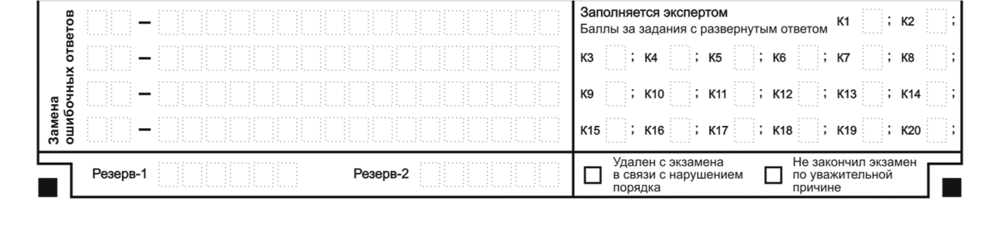 Замена
ошибочных ответов
–
–
–
–
Заполняется экспертом
Баллы за задания с развернутым ответом К1 ; К2 ;
К3 ; К4 ; К5 ; К6 ; К7 ; К8 ;
К9 ; К10 ; К11 ; К12 ; К13 ; К14 ;
К15 ; К16 ; К17 ; К18 ; К19 ; К20 ;
Резерв-1 Резерв-2
Удален с экзамена
в связи с нарушением
порядка
Не закончил экзамен
по уважительной
причине